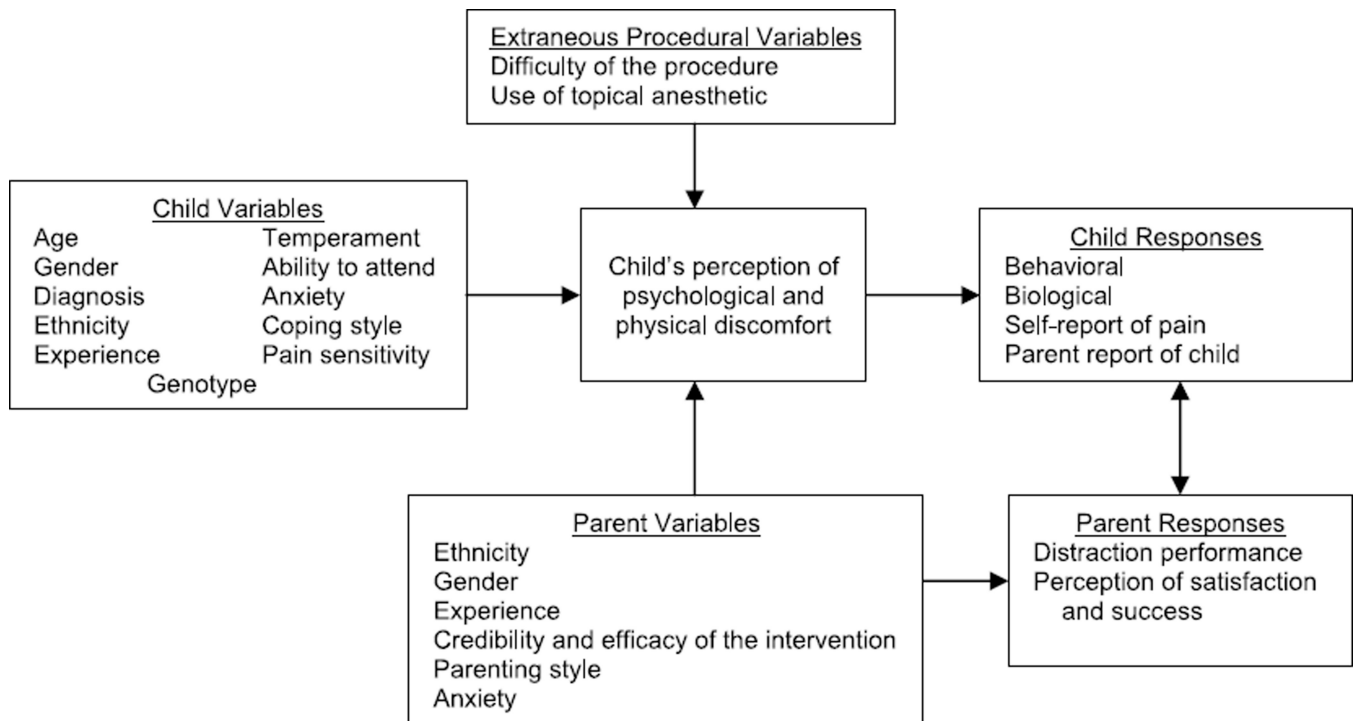 Extraneous Procedural Variables
Difficulty of the procedure
Use of topical anesthetic
Child Variables
Age
Gender
Diagnosis
Ethnicity
Experience
Temperament
Ability to attend
Anxiety
Coping style
Pain sensitivity
Genotype
Child's perception of
psychological and
physical discomfort
Child Responses
Behavioral
Biological
Self-report of pain
Parent report of child
Parent Variables
Ethnicity
Gender
Experience
Credibility and efficacy of the intervention
Parenting style
Anxiety
Parent Responses
Distraction performance
Perception of satisfaction
and success